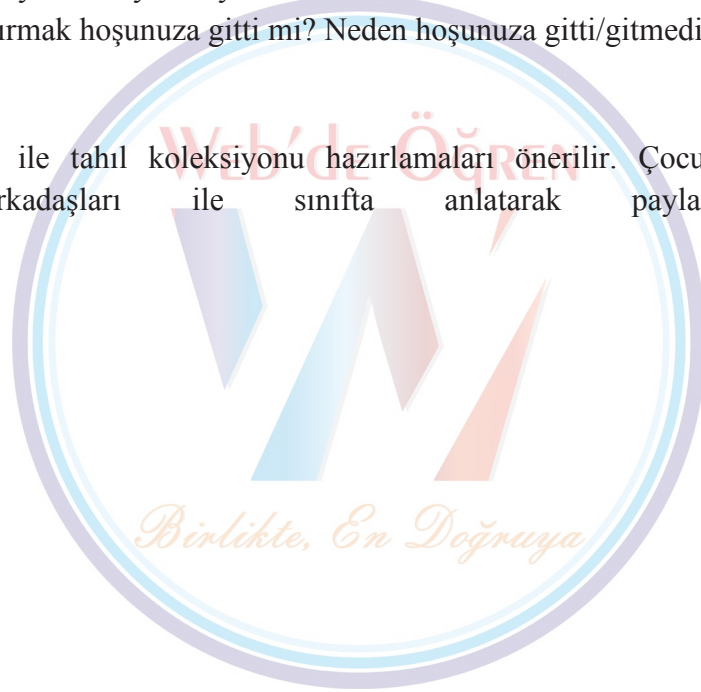 ırmak hoşunuza gitti mi? Neden hoşunuza gitti/gitmedi
Web'de Öğren
ile tahıl koleksiyonu hazırlamaları önerilir. Çocu
rkadaşları ile sınıfta anlatarak payla
Birlikte, En Doğruya